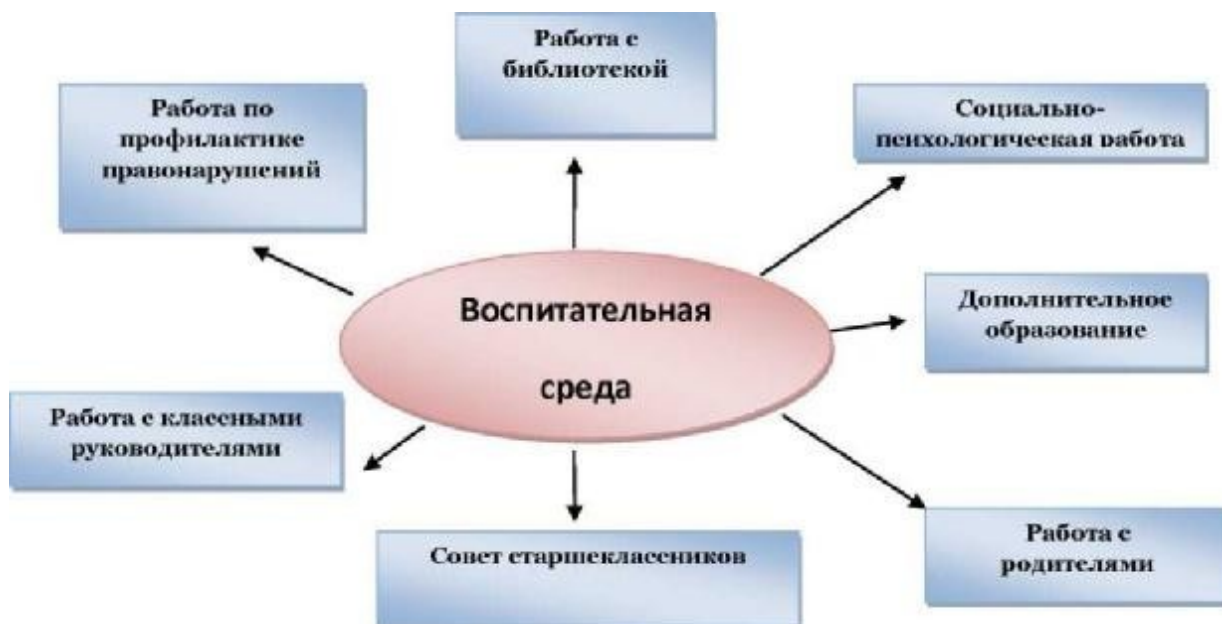 Работа с
библиотекой
Работа по
профилактике
правонарушений
Социально-
психологическая работа
Воспитательная
среда
Дополнительное
образование
Работа с классными
руководителями
Совет старшеклассников
Работа с
родителями